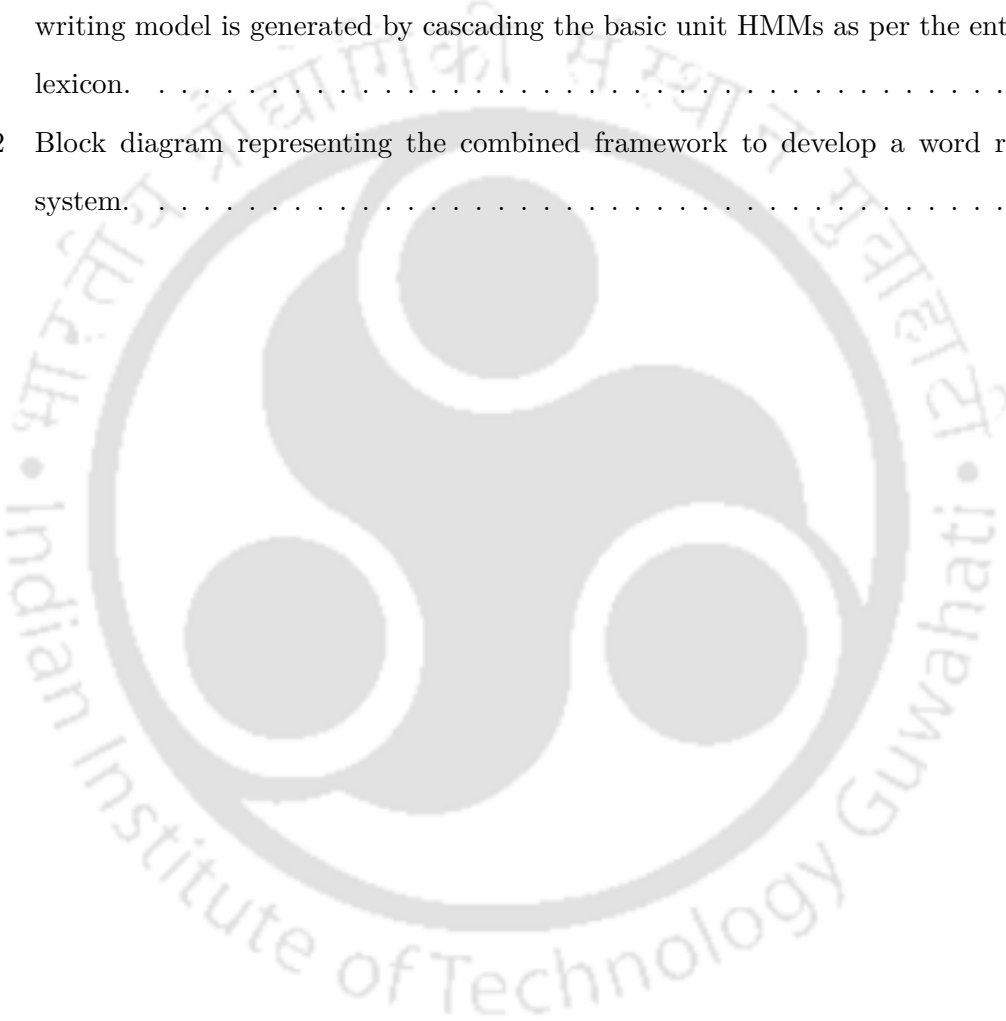 writing model is generated by cascading the basic unit HMMs as per the ent
lexicon. . . . . . . . . . . . . . . . . . . . . . . . . . . . . . . . . . . . . . .
2 Block diagram representing the combined framework to develop a word r
system. . . . . . . . . . . . . . . . . . . . . . . . . . . . . . . . . . . . . . .
भारतीय प्रौद्योगिकी संस्थान गुवाहाटी
• Indian Institute of Technology Guwahati •